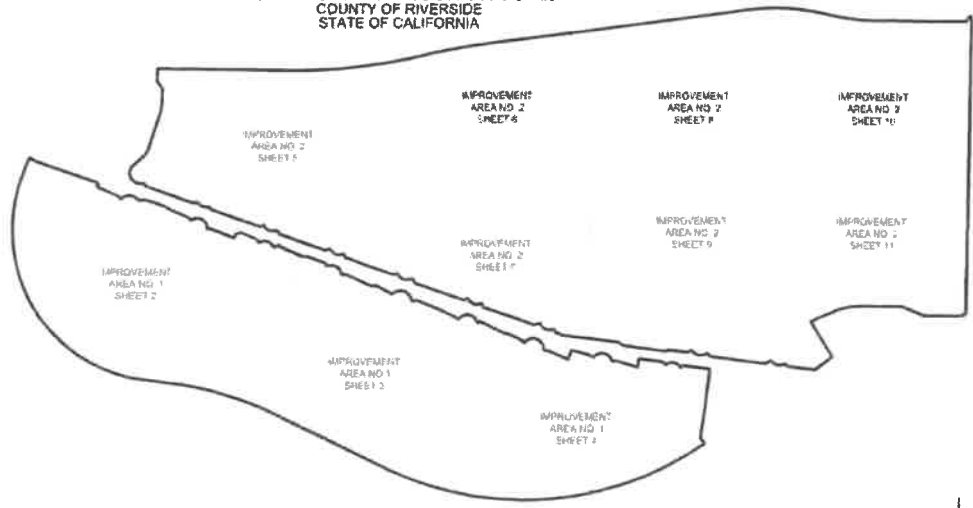 COUNTY OF RIVERSIDE
STATE OF CALIFORNIA
IMPROVEMENT
AREA NO. 2
SHEET 6
IMPROVEMENT
AREA NO. 2
SHEET 8
IMPROVEMENT
AREA NO. 2
SHEET 10
IMPROVEMENT
AREA NO. 2
SHEET 5
IMPROVEMENT
AREA NO. 2
SHEET 7
IMPROVEMENT
AREA NO. 2
SHEET 9
IMPROVEMENT
AREA NO. 2
SHEET 11
IMPROVEMENT
AREA NO. 1
SHEET 2
IMPROVEMENT
AREA NO. 1
SHEET 3
IMPROVEMENT
AREA NO. 1
SHEET 4